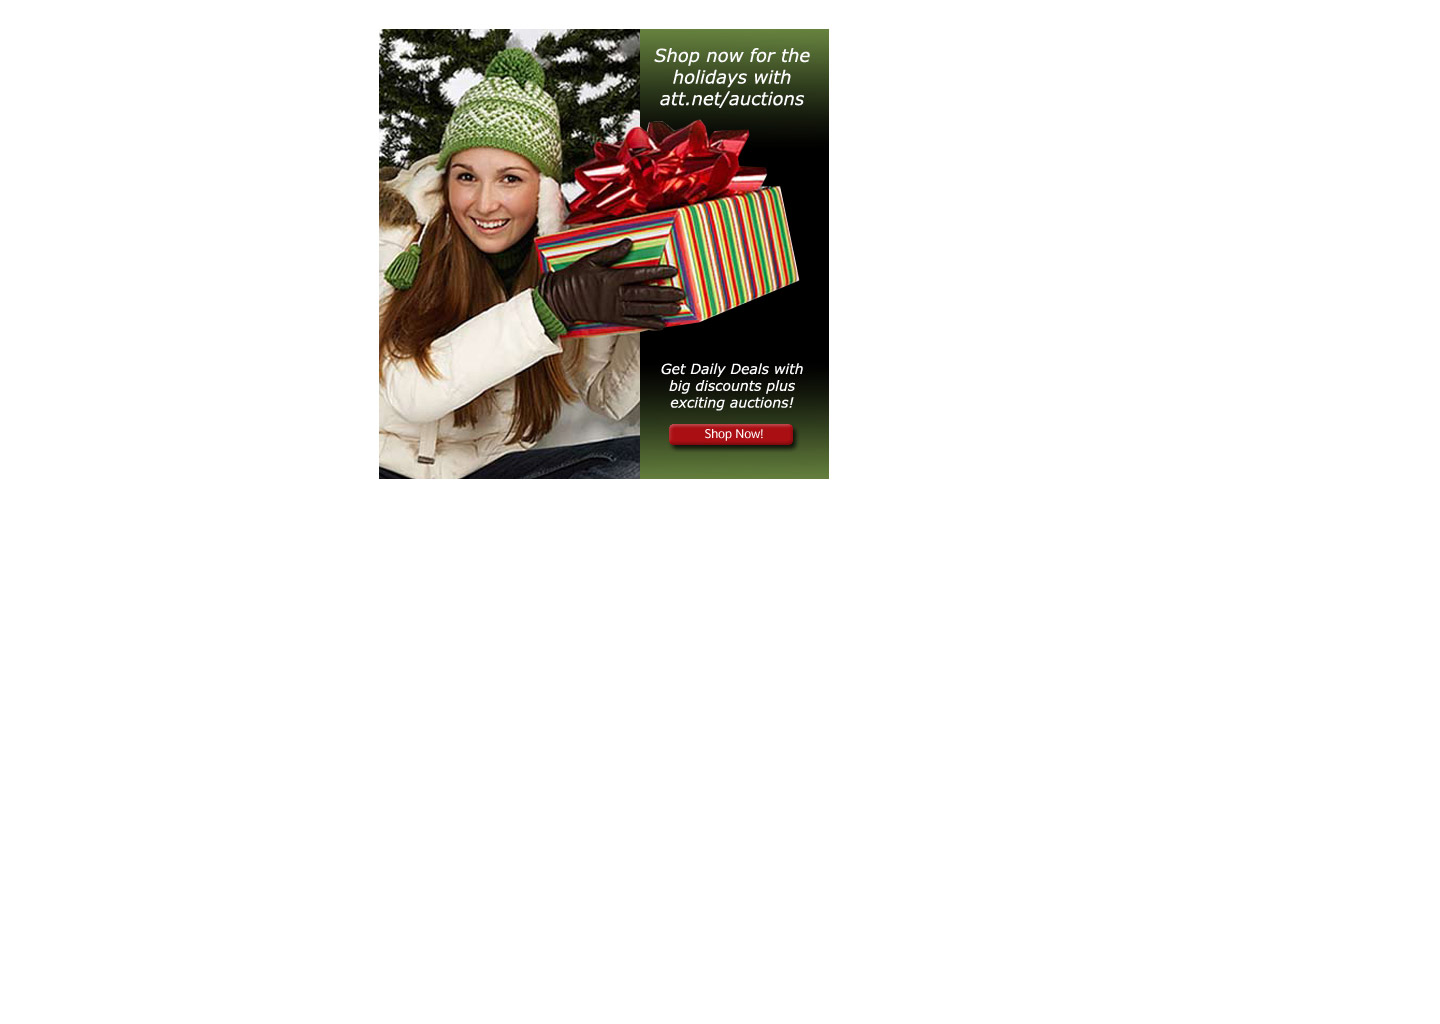 Shop now for the
holidays with
att.net/auctions
Get Daily Deals with
big discounts plus
exciting auctions!
Shop Now!